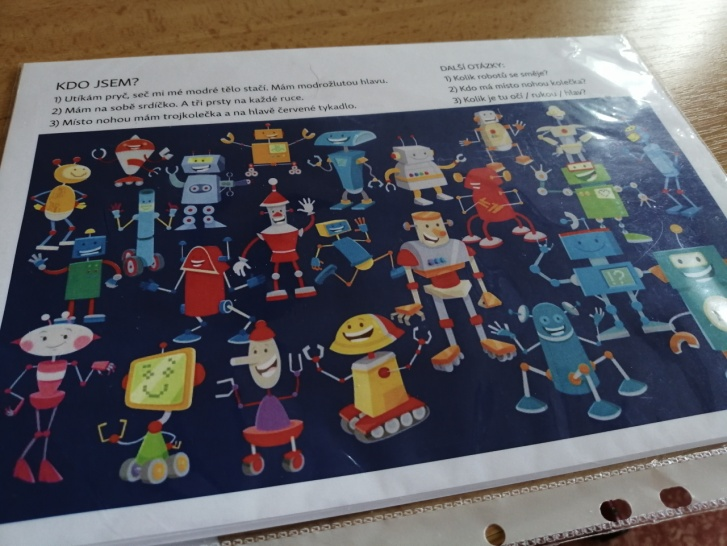 KDO JSEM?
1) Utíkám pryč, seč mi mé modré tělo stačí. Mám modrožlutou hlavu.
2) Mám na sobě srdíčko. A tři prsty na každé ruce.
3) Místo nohou mám trojkolečka a na hlavě červené tykadlo.
DALŠÍ OTÁZKY:
1) Kolik robotů se směje?
2) Kdo má místo nohou kolečka?
3) Kolik je tu očí / rukou / hlav?
!?